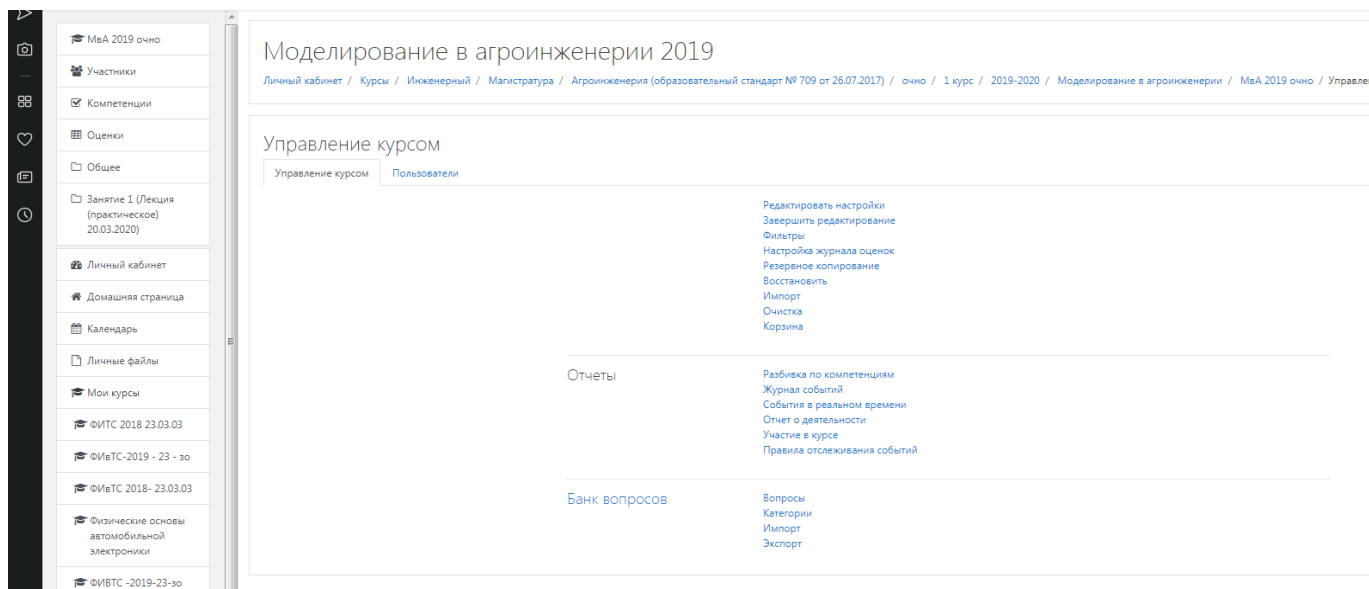 МвА 2019 очно
Участники
Компетенции
Оценки
Общее
Занятие 1 (Лекция
(практическое)
20.03.2020)
Личный кабинет
Домашняя страница
Календарь
Личные файлы
Мои курсы
ФИТС 2018 23.03.03
ФИвТС-2019 - 23 - зо
ФИвТС 2018- 23.03.03
Физические основы
автомобильной
электроники
ФИВТС -2019-23-зо
Моделирование в агроинженерии 2019
Личный кабинет / Курсы / Инженерный / Магистратура / Агроинженерия (образовательный стандарт № 709 от 26.07.2017) / очно / 1 курс / 2019-2020 / Моделирование в агроинженерии / МвА 2019 очно / Управле
Управление курсом
Управление курсом Пользователи
Редактировать настройки
Завершить редактирование
Фильтры
Настройка журнала оценок
Резервное копирование
Восстановить
Импорт
Очистка
Корзина
Отчеты
Разбивка по компетенциям
Журнал событий
События в реальном времени
Отчет о деятельности
Участие в курсе
Правила отслеживания событий
Банк вопросов
Вопросы
Категории
Импорт
Экспорт